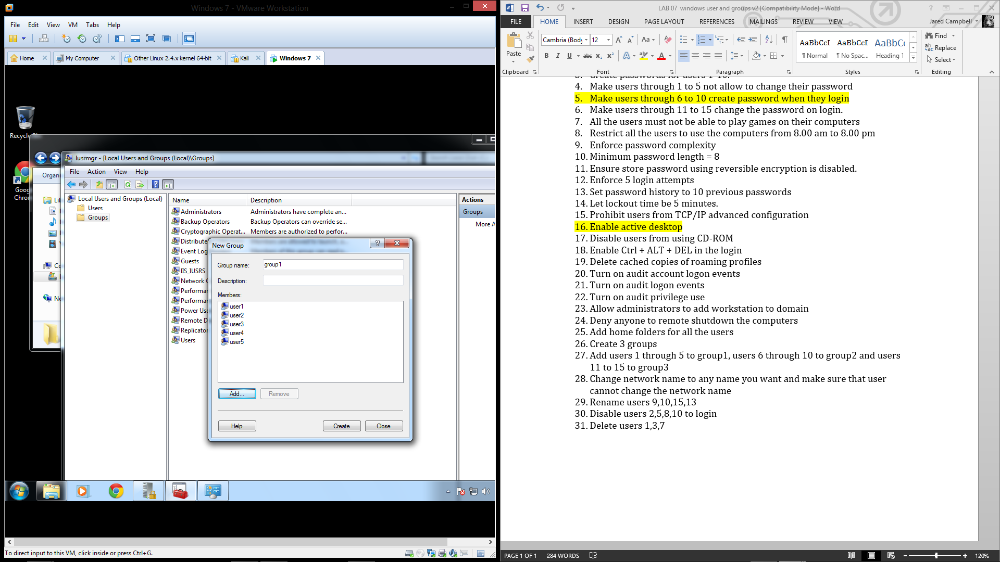 Windows 7 - VMware Workstation
File Edit View VM Tabs Help
Home
My Computer
Other Linux 2.4.x kernel 64-bit
Kali
Windows 7
Recycle
Goog
Chron
Organi
Lib
Co
Ne
lusrmgr - [Local Users and Groups (Local)\Groups]
File Action View Help
Local Users and Groups (Local)
Users
Groups
Name Description
Administrators Administrators have complete an...
Backup Operators Backup Operators can override se...
Cryptographic Operat... Members are authorized to perfor...
Distribute
Event Log
Guests
IIS_IUSRS
Network C
Performar
Performar
Power Use
Remote D
Replicator
Users
Actions
Groups
More A
New Group
Group name: group1
Description:
Members:
user1
user2
user3
user4
user5
Add... Remove
Help Create Close
To direct input to this VM, click inside or press Ctrl+G.
LAB 07 windows user and groups v2 [Compatibility Mode] - Word
FILE HOME INSERT DESIGN PAGE LAYOUT REFERENCES MAILINGS REVIEW VIEW Jared Campbell
Paste
Cambria (Body 12
AaBbCcI AaBbCcI AaBbC
¶ Normal ¶ No Spac... Heading 1
Find
Replace
Select
Clipboard Font Paragraph Styles Editing
3. Create passwords for users 1-10.
4. Make users through 1 to 5 not allow to change their password
5. Make users through 6 to 10 create password when they login
6. Make users through 11 to 15 change the password on login.
7. All the users must not be able to play games on their computers
8. Restrict all the users to use the computers from 8.00 am to 8.00 pm
9. Enforce password complexity
10. Minimum password length = 8
11. Ensure store password using reversible encryption is disabled.
12. Enforce 5 login attempts
13. Set password history to 10 previous passwords
14. Let lockout time be 5 minutes.
15. Prohibit users from TCP/IP advanced configuration
16. Enable active desktop
17. Disable users from using CD-ROM
18. Enable Ctrl + ALT + DEL in the login
19. Delete cached copies of roaming profiles
20. Turn on audit account logon events
21. Turn on audit logon events
22. Turn on audit privilege use
23. Allow administrators to add workstation to domain
24. Deny anyone to remote shutdown the computers
25. Add home folders for all the users
26. Create 3 groups
27. Add users 1 through 5 to group1, users 6 through 10 to group2 and users
11 to 15 to group3
28. Change network name to any name you want and make sure that user
cannot change the network name
29. Rename users 9,10,15,13
30. Disable users 2,5,8,10 to login
31. Delete users 1,3,7
PAGE 1 OF 1 284 WORDS 120%